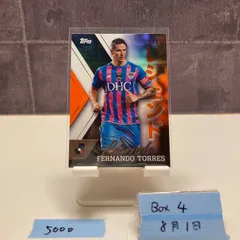 Topps
DHC
FERNANDO TORRES
5000
Box 4
8月1日